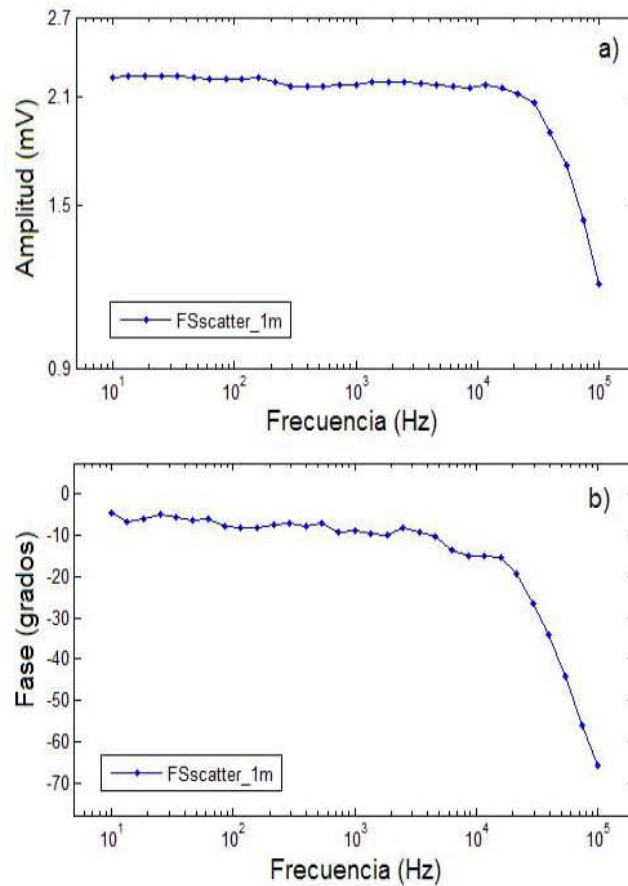 a)
2.7
2.1
1.5
0.9
Amplitud (mV)
FSscatter_1m
10^1 10^2 10^3 10^4 10^5
Frecuencia (Hz)
b)
0
-10
-20
-30
-40
-50
-60
-70
Fase (grados)
FSscatter_1m
10^1 10^2 10^3 10^4 10^5
Frecuencia (Hz)